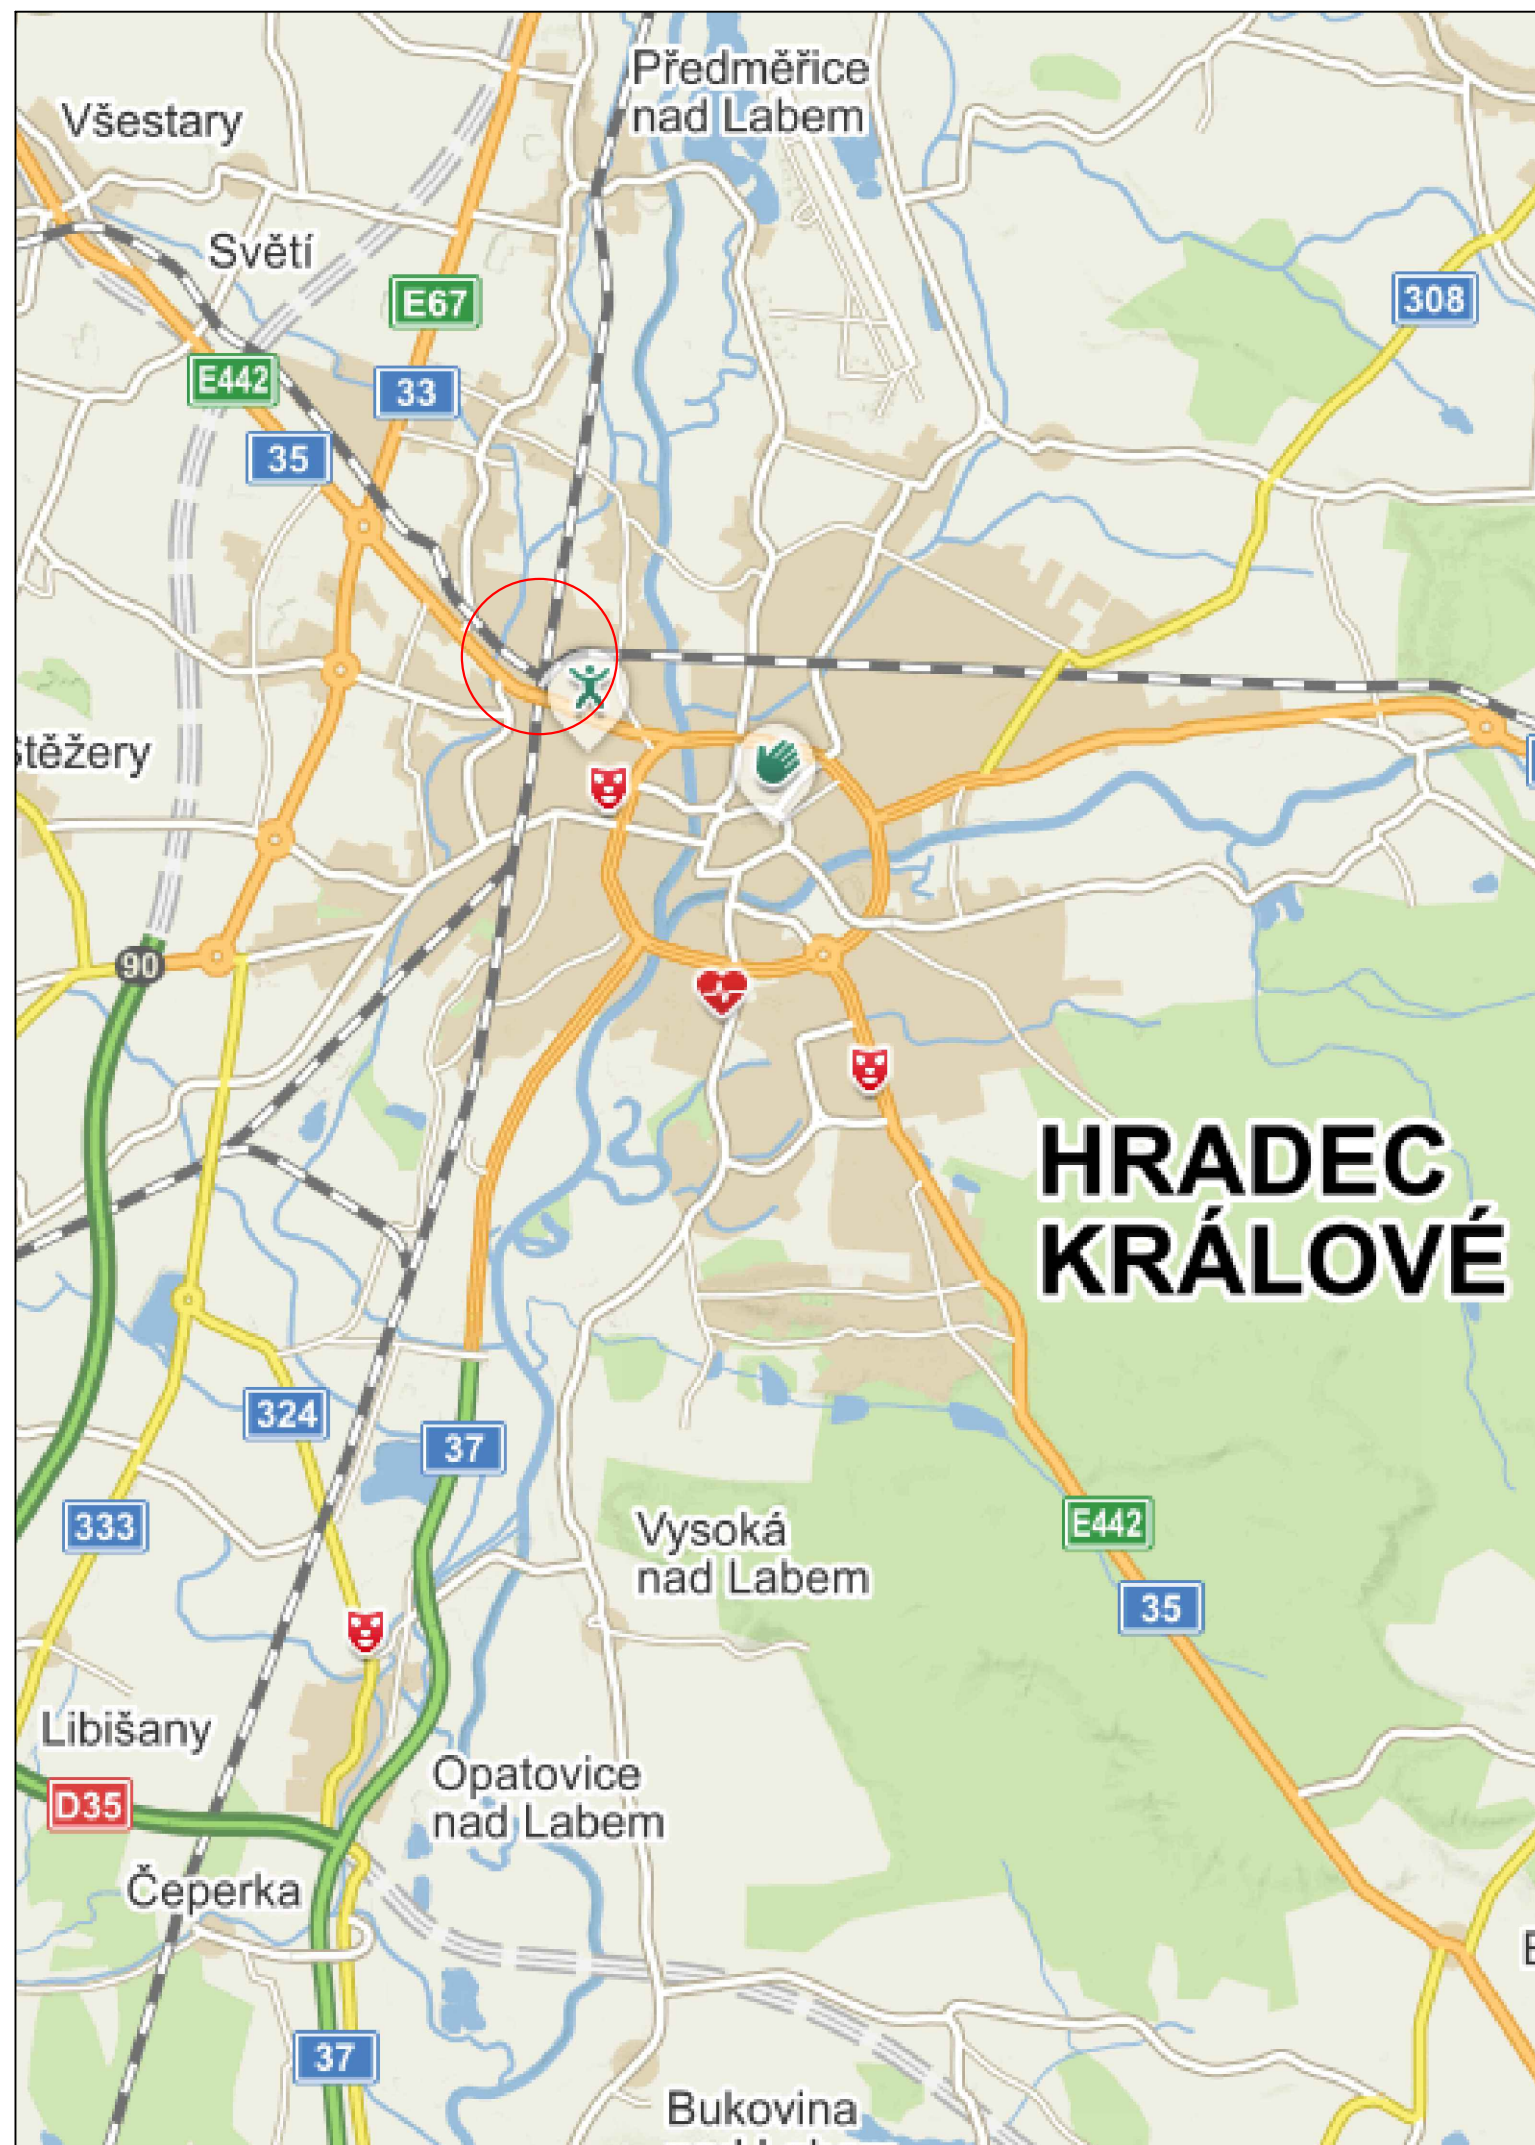 Předměřice
nad Labem
Všestary
Světí
E67
308
E442
33
35
Stěžery
90
HRADEC
KRÁLOVÉ
324
37
333
Vysoká
nad Labem
E442
35
Libišany
Opatovice
nad Labem
D35
Čeperka
37
Bukovina